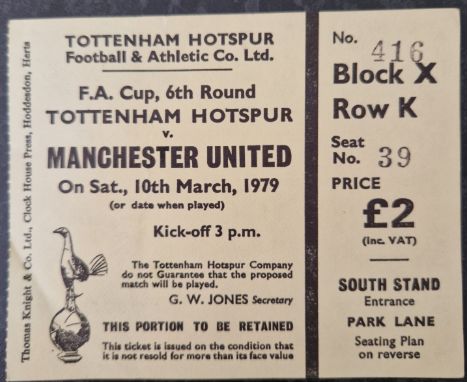 Thomas Knight & Co. Ltd., Clock House Press, Hoddesdon, Herts
TOTTENHAM HOTSPUR
Football & Athletic Co. Ltd.
F.A. Cup, 6th Round
TOTTENHAM HOTSPUR
v.
MANCHESTER UNITED
On Sat., 10th March, 1979
(or date when played)
Kick-off 3 p.m.
The Tottenham Hotspur Company
do not Guarantee that the proposed
match will be played.
G. W. JONES Secretary
THIS PORTION TO BE RETAINED
This ticket is issued on the condition that
it is not resold for more than its face value
No. 416
Block X
Row K
Seat
No. 39
PRICE
£2
(inc. VAT)
SOUTH STAND
Entrance
PARK LANE
Seating Plan
on reverse